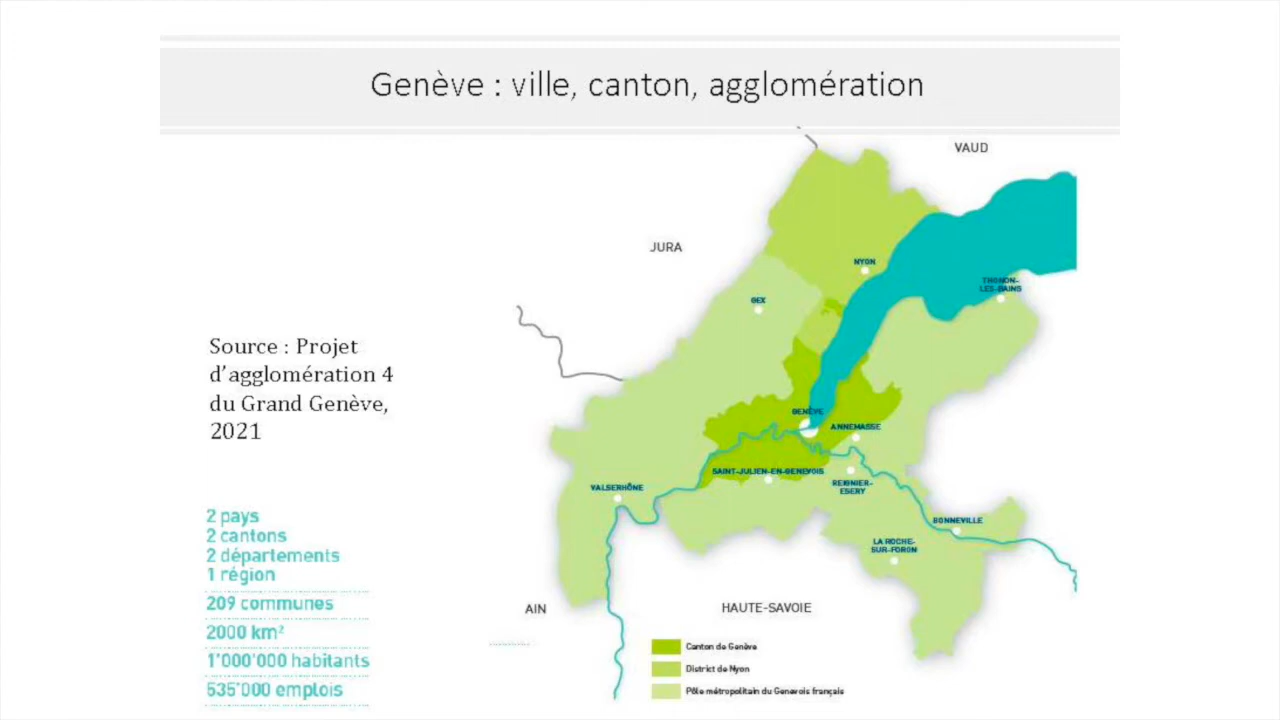 Genève : ville, canton, agglomération
VAUD
JURA
NYON
THONON-
LES-BAINS
GEX
Source : Projet
d'agglomération 4
du Grand Genève,
2021
GENÈVE
ANNEMASSE
SAINT-JULIEN-EN-GENEVOIS
REIGNIER-
ESERY
VALSERHÔNE
BONNEVILLE
LA ROCHE-
SUR-FORON
2 pays
2 cantons
2 départements
1 région
209 communes
2000 km²
1'000'000 habitants
535'000 emplois
AIN
HAUTE-SAVOIE
Canton de Genève
District de Nyon
Pôle métropolitain du Genevois français